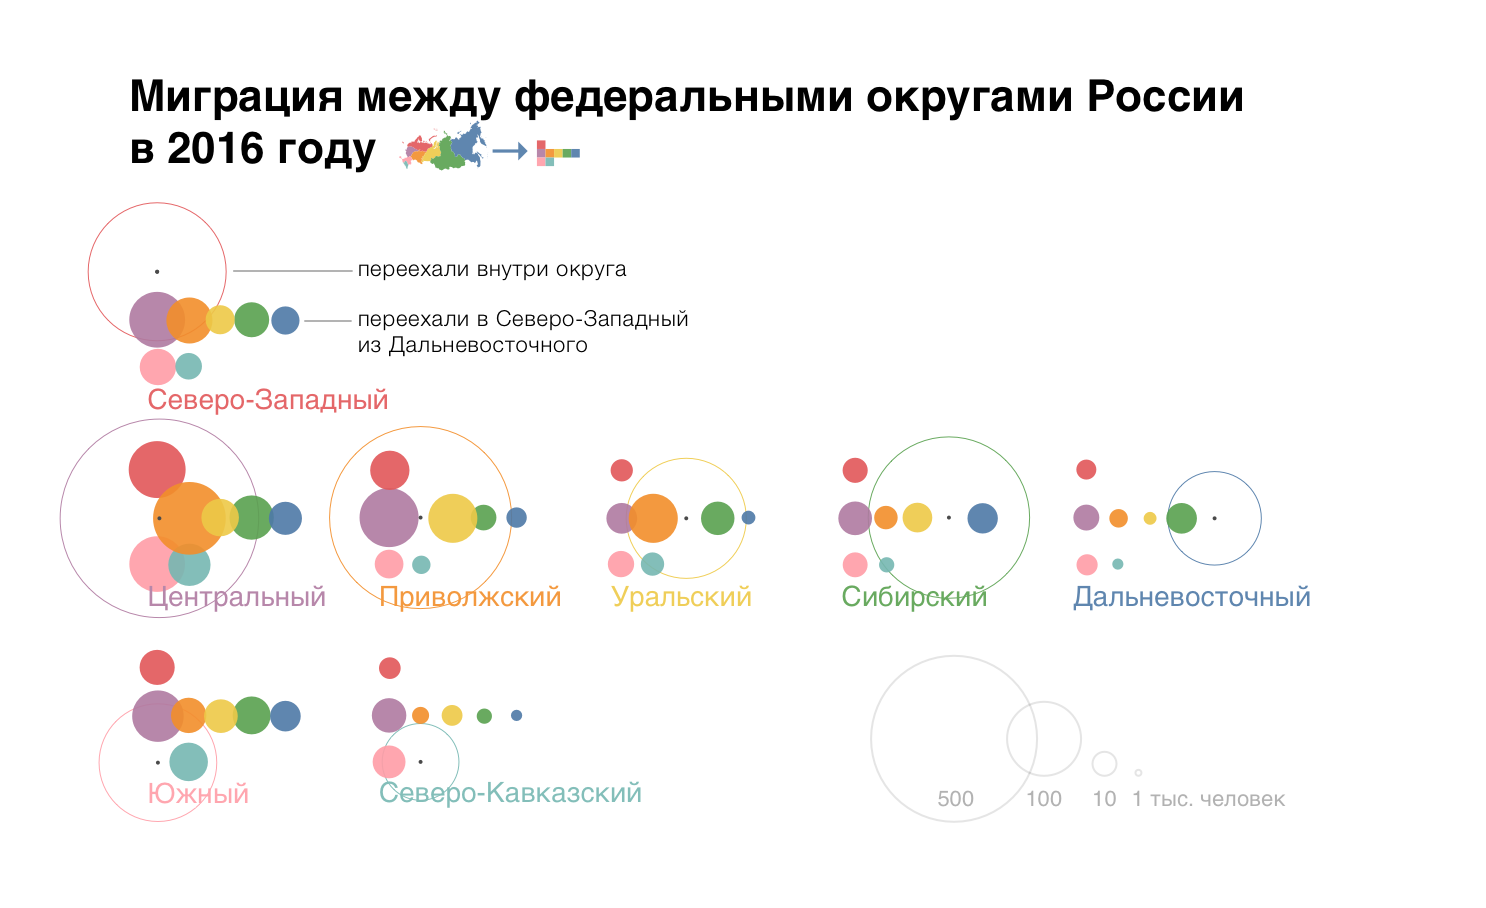 Миграция между федеральными округами России
в 2016 году
переехали внутри округа
переехали в Северо-Западный
из Дальневосточного
Северо-Западный
Центральный
Приволжский
Уральский
Сибирский
Дальневосточный
Южный
Северо-Кавказский
500 100 10 1 тыс. человек